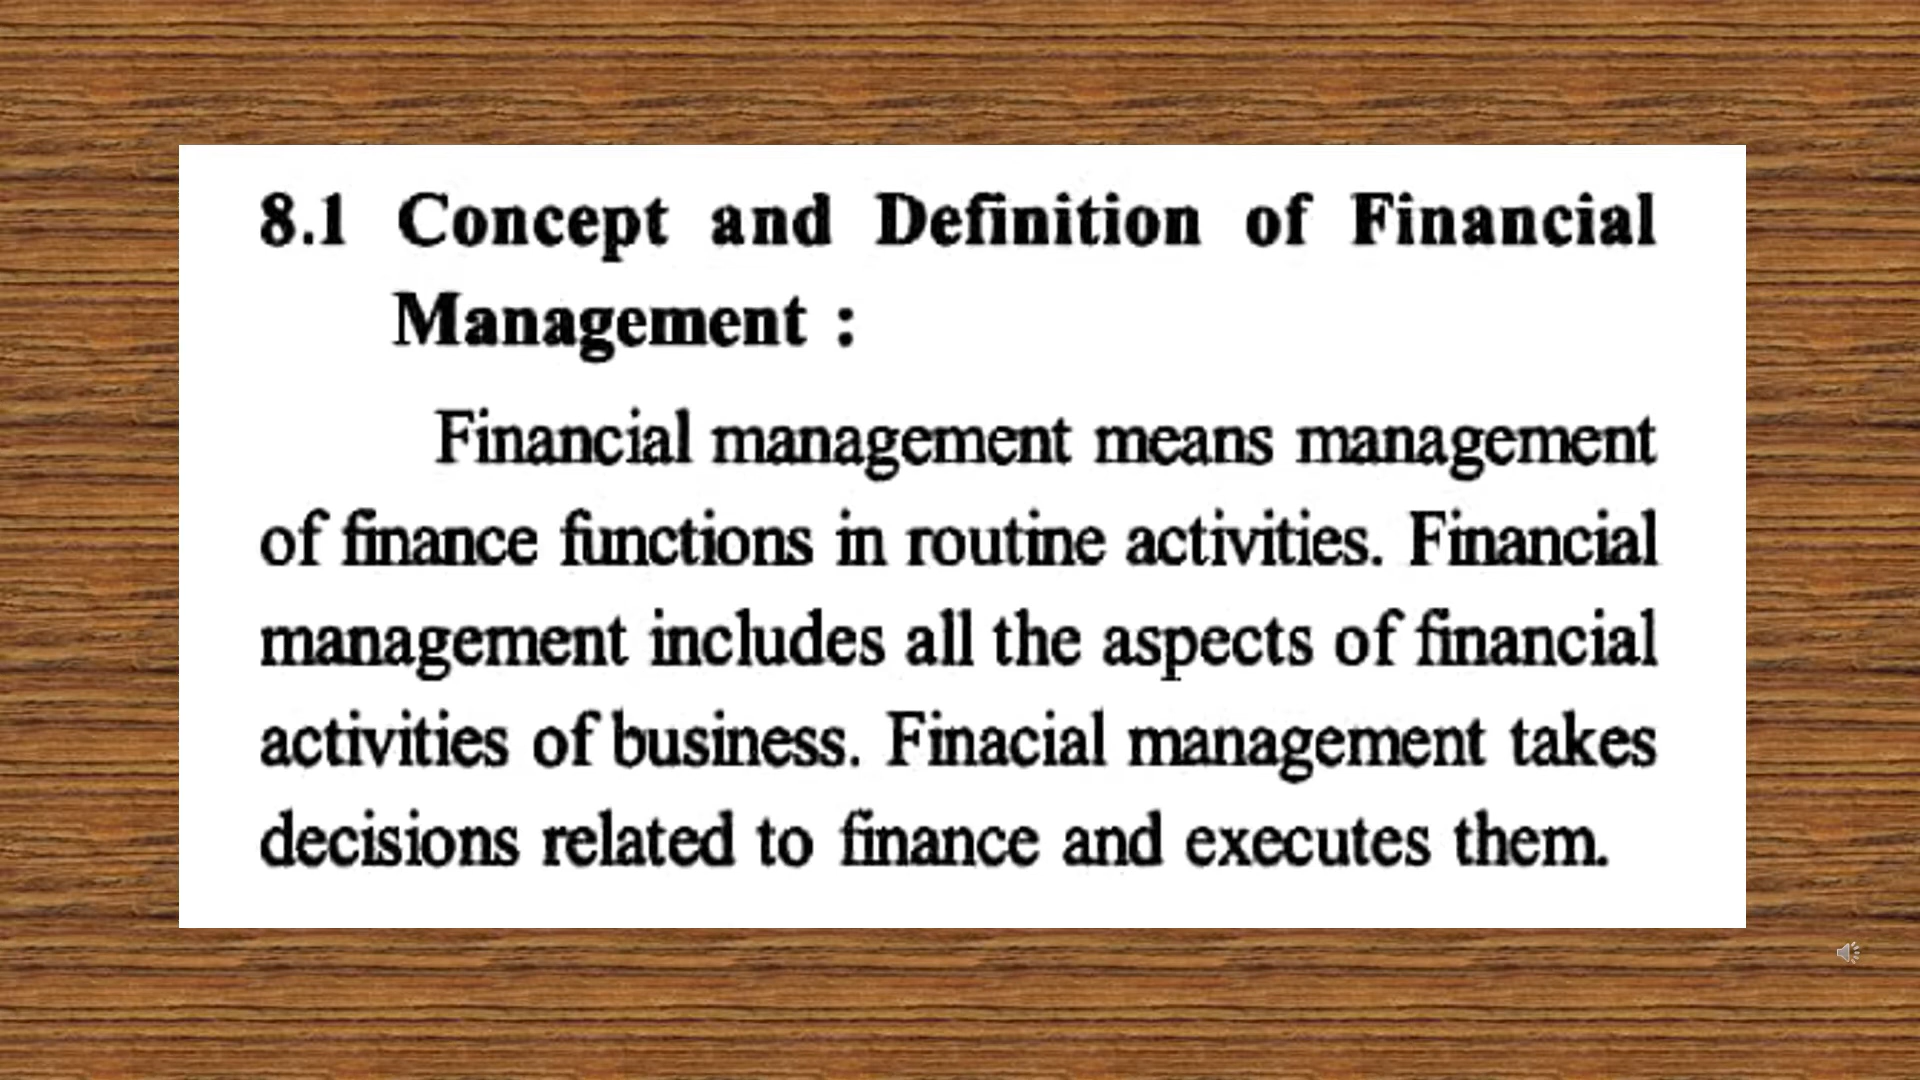 8.1 Concept and Definition of Financial
Management :
Financial management means management
of finance functions in routine activities. Financial
management includes all the aspects of financial
activities of business. Finacial management takes
decisions related to finance and executes them.